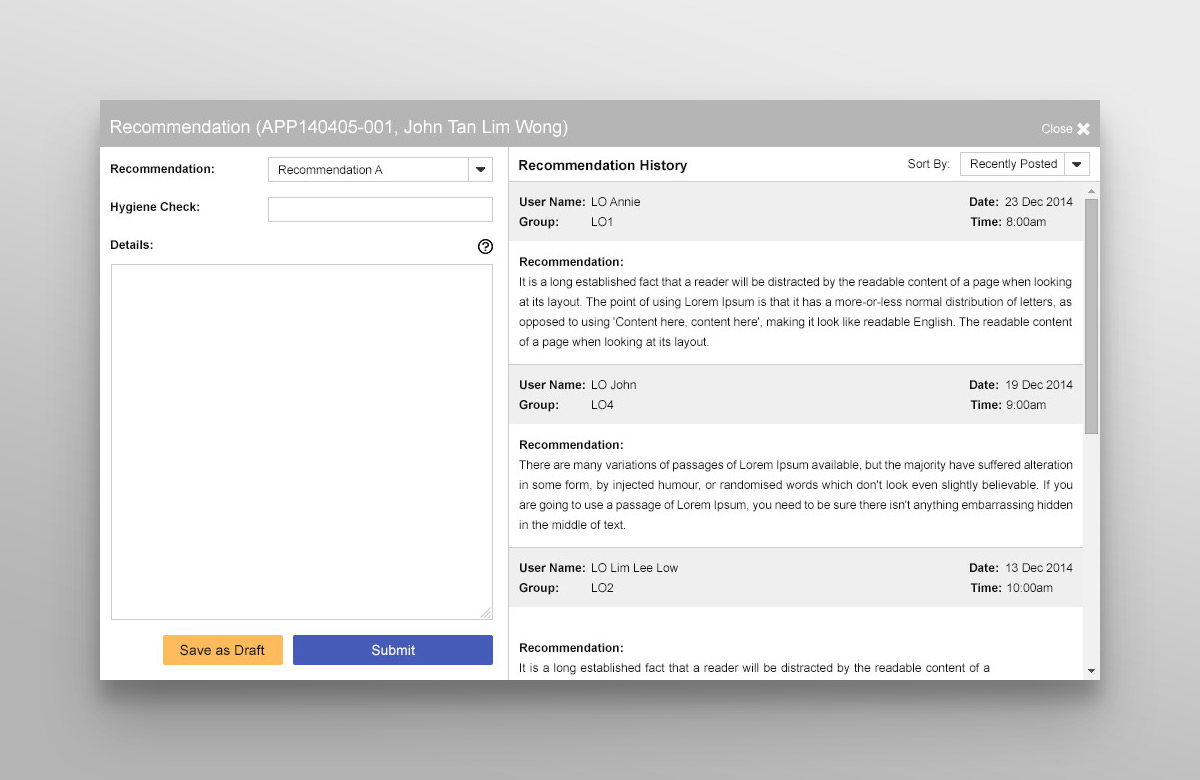 Recommendation (APP140405-001, John Tan Lim Wong)
Close
Recommendation:
Recommendation A
Hygiene Check:
Details:
Save as Draft
Submit
Recommendation History
Sort By:
Recently Posted
User Name: LO Annie
Date: 23 Dec 2014
Group: LO1
Time: 8:00am
Recommendation:
It is a long established fact that a reader will be distracted by the readable content of a page when looking
at its layout. The point of using Lorem Ipsum is that it has a more-or-less normal distribution of letters, as
opposed to using 'Content here, content here', making it look like readable English. The readable content
of a page when looking at its layout.
User Name: LO John
Date: 19 Dec 2014
Group: LO4
Time: 9:00am
Recommendation:
There are many variations of passages of Lorem Ipsum available, but the majority have suffered alteration
in some form, by injected humour, or randomised words which don't look even slightly believable. If you
are going to use a passage of Lorem Ipsum, you need to be sure there isn't anything embarrassing hidden
in the middle of text.
User Name: LO Lim Lee Low
Date: 13 Dec 2014
Group: LO2
Time: 10:00am
Recommendation:
It is a long established fact that a reader will be distracted by the readable content of a